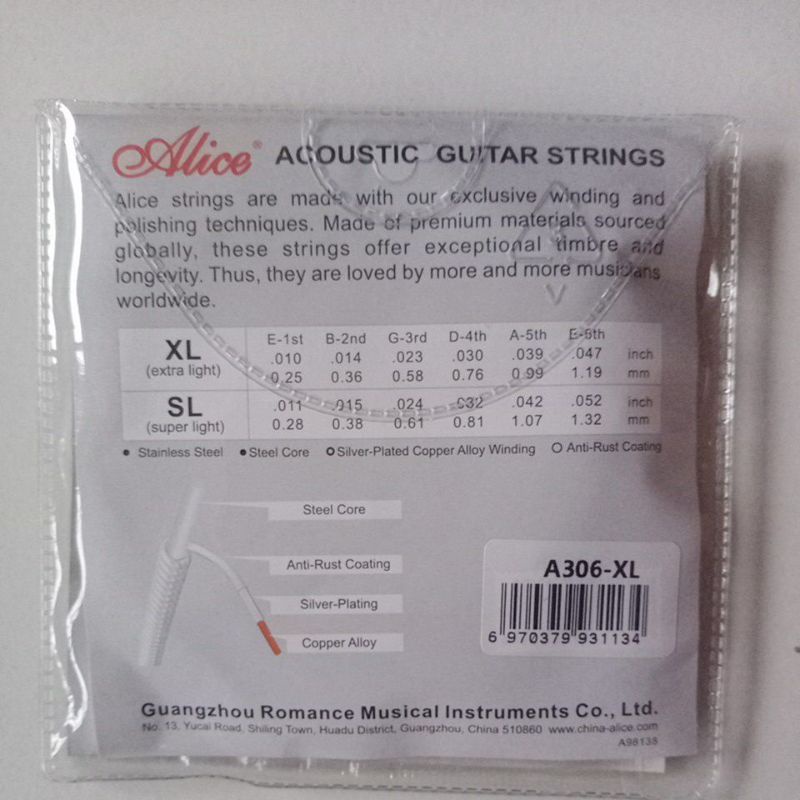 Alice® ACOUSTIC GUITAR STRINGS
Alice strings are made with our exclusive winding and
polishing techniques. Made of premium materials sourced
globally, these strings offer exceptional timbre and
longevity. Thus, they are loved by more and more musicians
worldwide.
E-1st B-2nd G-3rd D-4th A-5th E-6th
XL .010 .014 .023 .030 .039 .047 inch
(extra light) 0.25 0.36 0.58 0.76 0.99 1.19 mm
SL .011 .015 .024 .032 .042 .052 inch
(super light) 0.28 0.38 0.61 0.81 1.07 1.32 mm
Stainless Steel Steel Core Silver-Plated Copper Alloy Winding Anti-Rust Coating
Steel Core
Anti-Rust Coating
Silver-Plating
Copper Alloy
A306-XL
6 970379 931134
Guangzhou Romance Musical Instruments Co., Ltd.
No. 13, Yucai Road, Shiling Town, Huadu District, Guangzhou, China 510860 www.china-alice.com
A98138